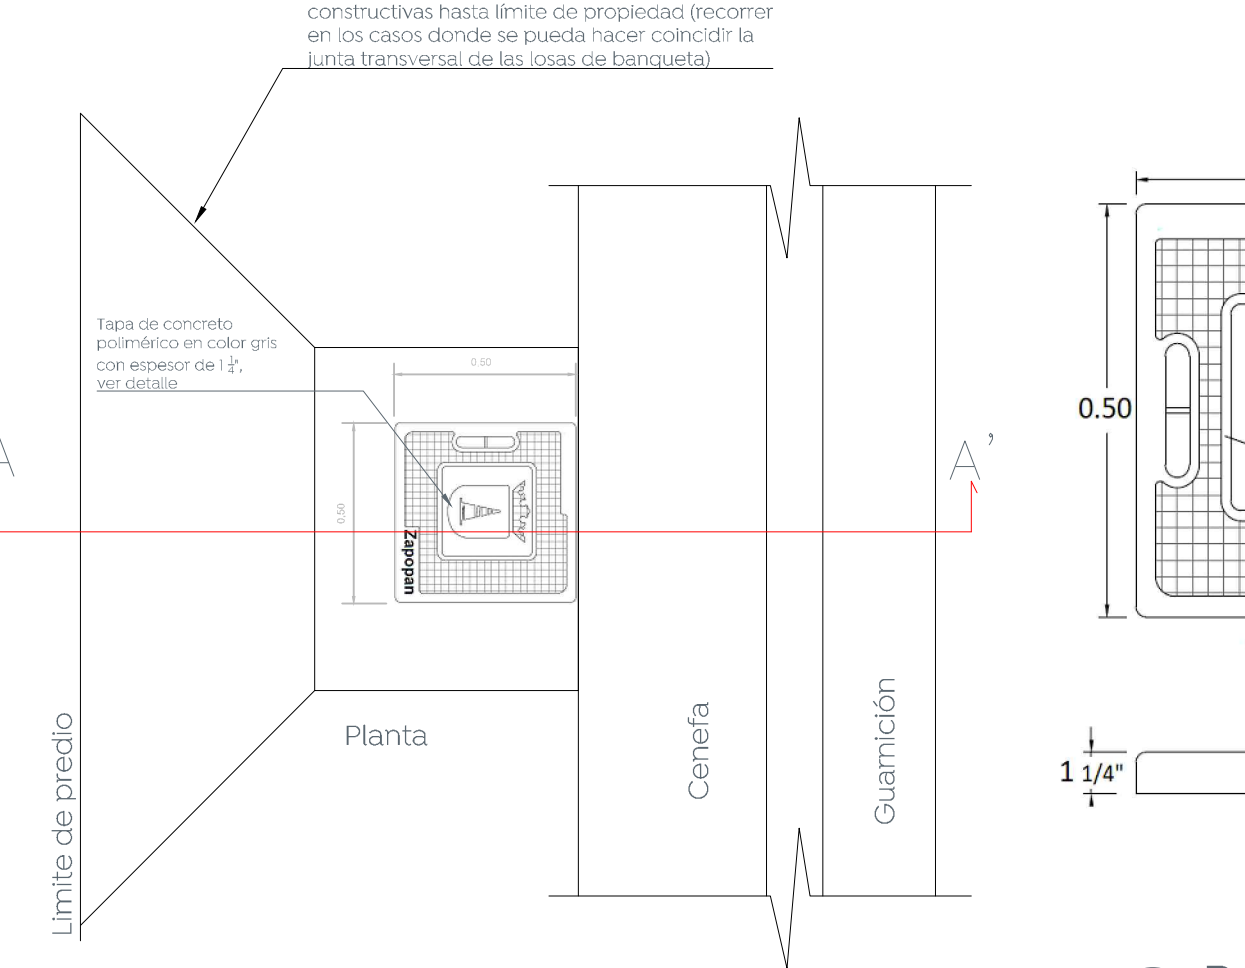 constructivas hasta límite de propiedad (recorrer
en los casos donde se pueda hacer coincidir la
junta transversal de las losas de banqueta)
Tapa de concreto
polimérico en color gris
con espesor de 1 1/4",
ver detalle
0.50
0.50
Zapopan
A
A'
Planta
Limite de predio
Cenefa
Guarnición
0.50
1 1/4"